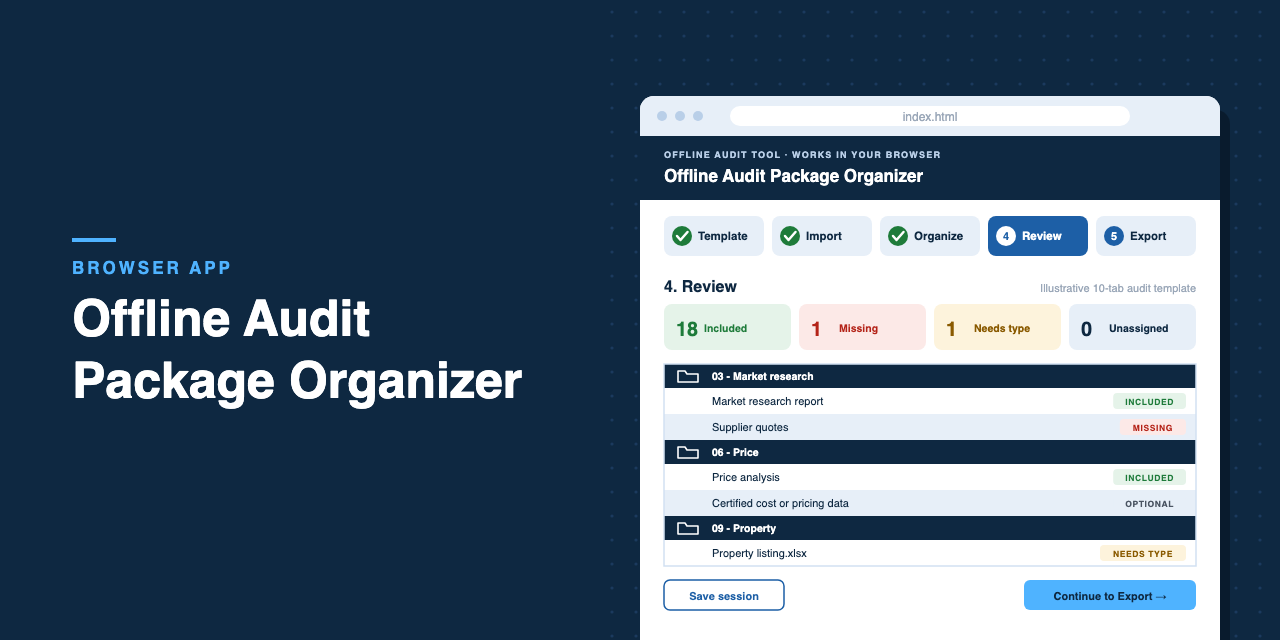 BROWSER APP
Offline Audit
Package Organizer
index.html
OFFLINE AUDIT TOOL · WORKS IN YOUR BROWSER
Offline Audit Package Organizer
Template
Import
Organize
4 Review
5 Export
4. Review
Illustrative 10-tab audit template
18 Included
1 Missing
1 Needs type
0 Unassigned
03 - Market research
Market research report INCLUDED
Supplier quotes MISSING
06 - Price
Price analysis INCLUDED
Certified cost or pricing data OPTIONAL
09 - Property
Property listing.xlsx NEEDS TYPE
Save session
Continue to Export →